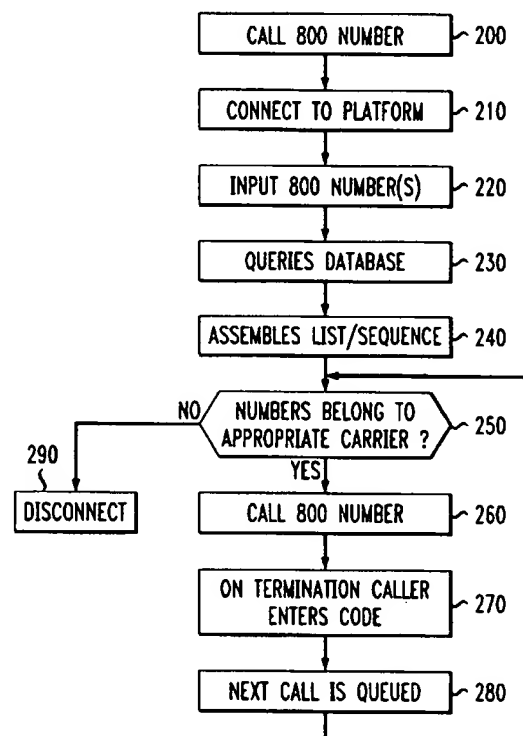 CALL 800 NUMBER 200
CONNECT TO PLATFORM 210
INPUT 800 NUMBER(S) 220
QUERIES DATABASE 230
ASSEMBLES LIST/SEQUENCE 240
NO
NUMBERS BELONG TO
APPROPRIATE CARRIER ? 250
YES
290
DISCONNECT
CALL 800 NUMBER 260
ON TERMINATION CALLER
ENTERS CODE 270
NEXT CALL IS QUEUED 280